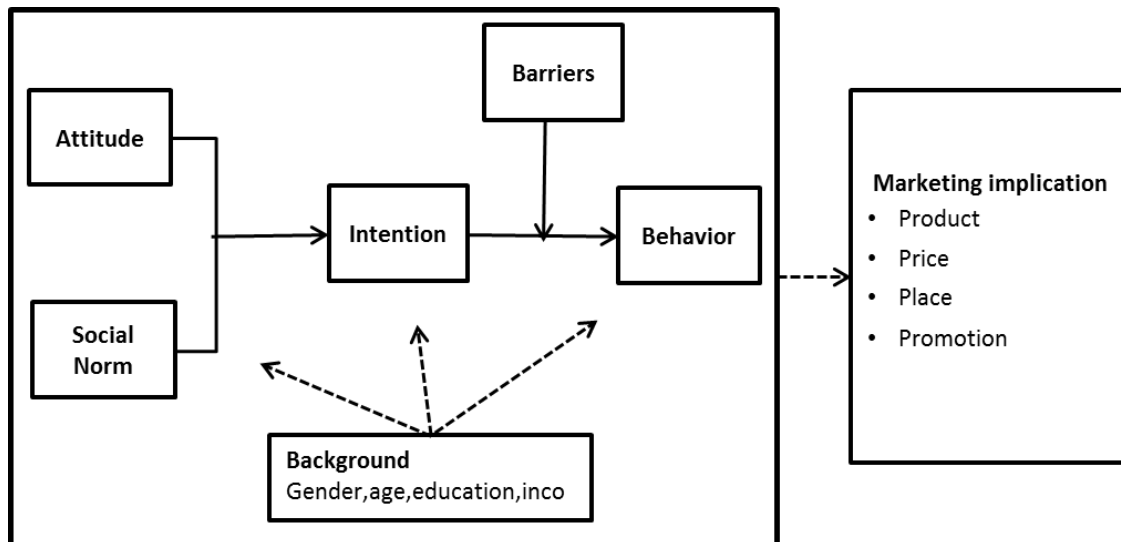 Barriers
Attitude
Intention
Behavior
Social
Norm
Background
Gender,age,education,inco
Marketing implication
• Product
• Price
• Place
• Promotion